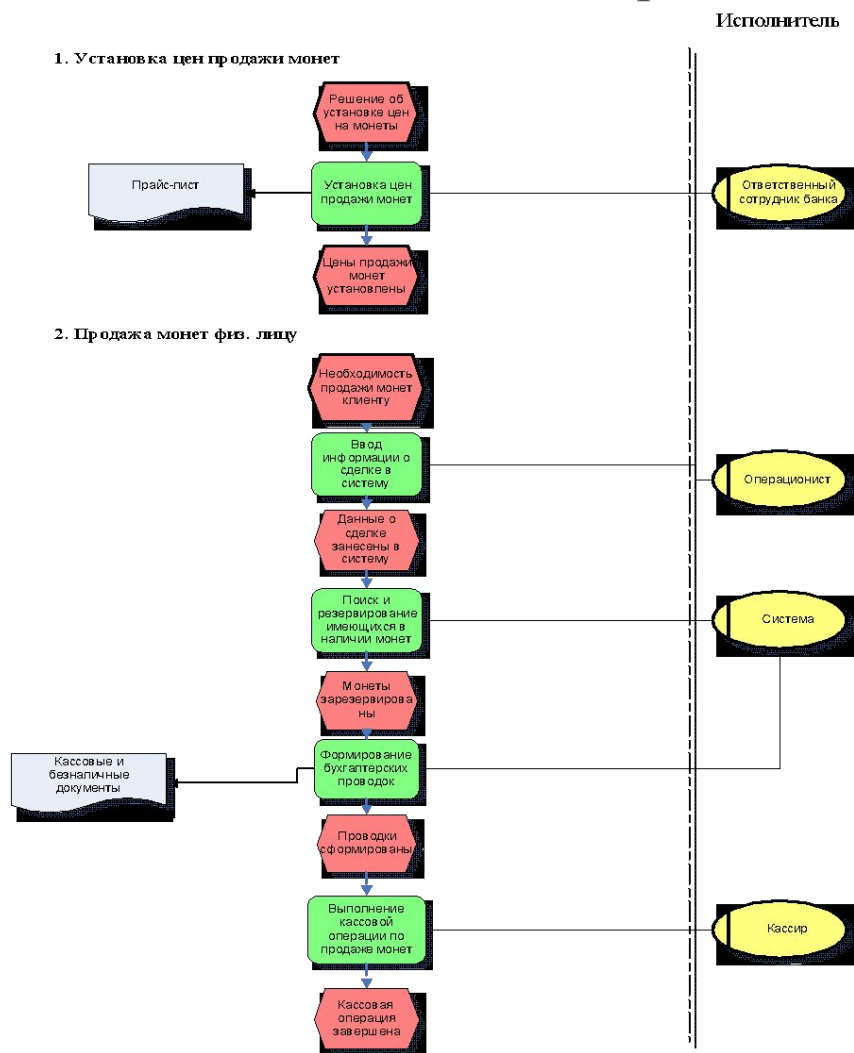 Исполнитель
1. Установка цен продажи монет
Решение об
установке цен
на монеты
Прайс-лист
Установка цен
продажи монет
Ответственный
сотрудник банка
Цены продажи
монет
установлены
2. Продажа монет физ. лицу
Необходимость
продажи монет
клиенту
Ввод
информации о
сделке в
систему
Операционист
Данные о
сделке
занесены в
систему
Поиск и
резервирование
имеющихся в
наличии монет
Система
Монеты
зарезервирова
ны
Кассовые и
безналичные
документы
Формирование
бухгалтерских
проводок
Проводки
сформированы
Выполнение
кассовой
операции по
продаже монет
Кассир
Кассовая
операция
завершена